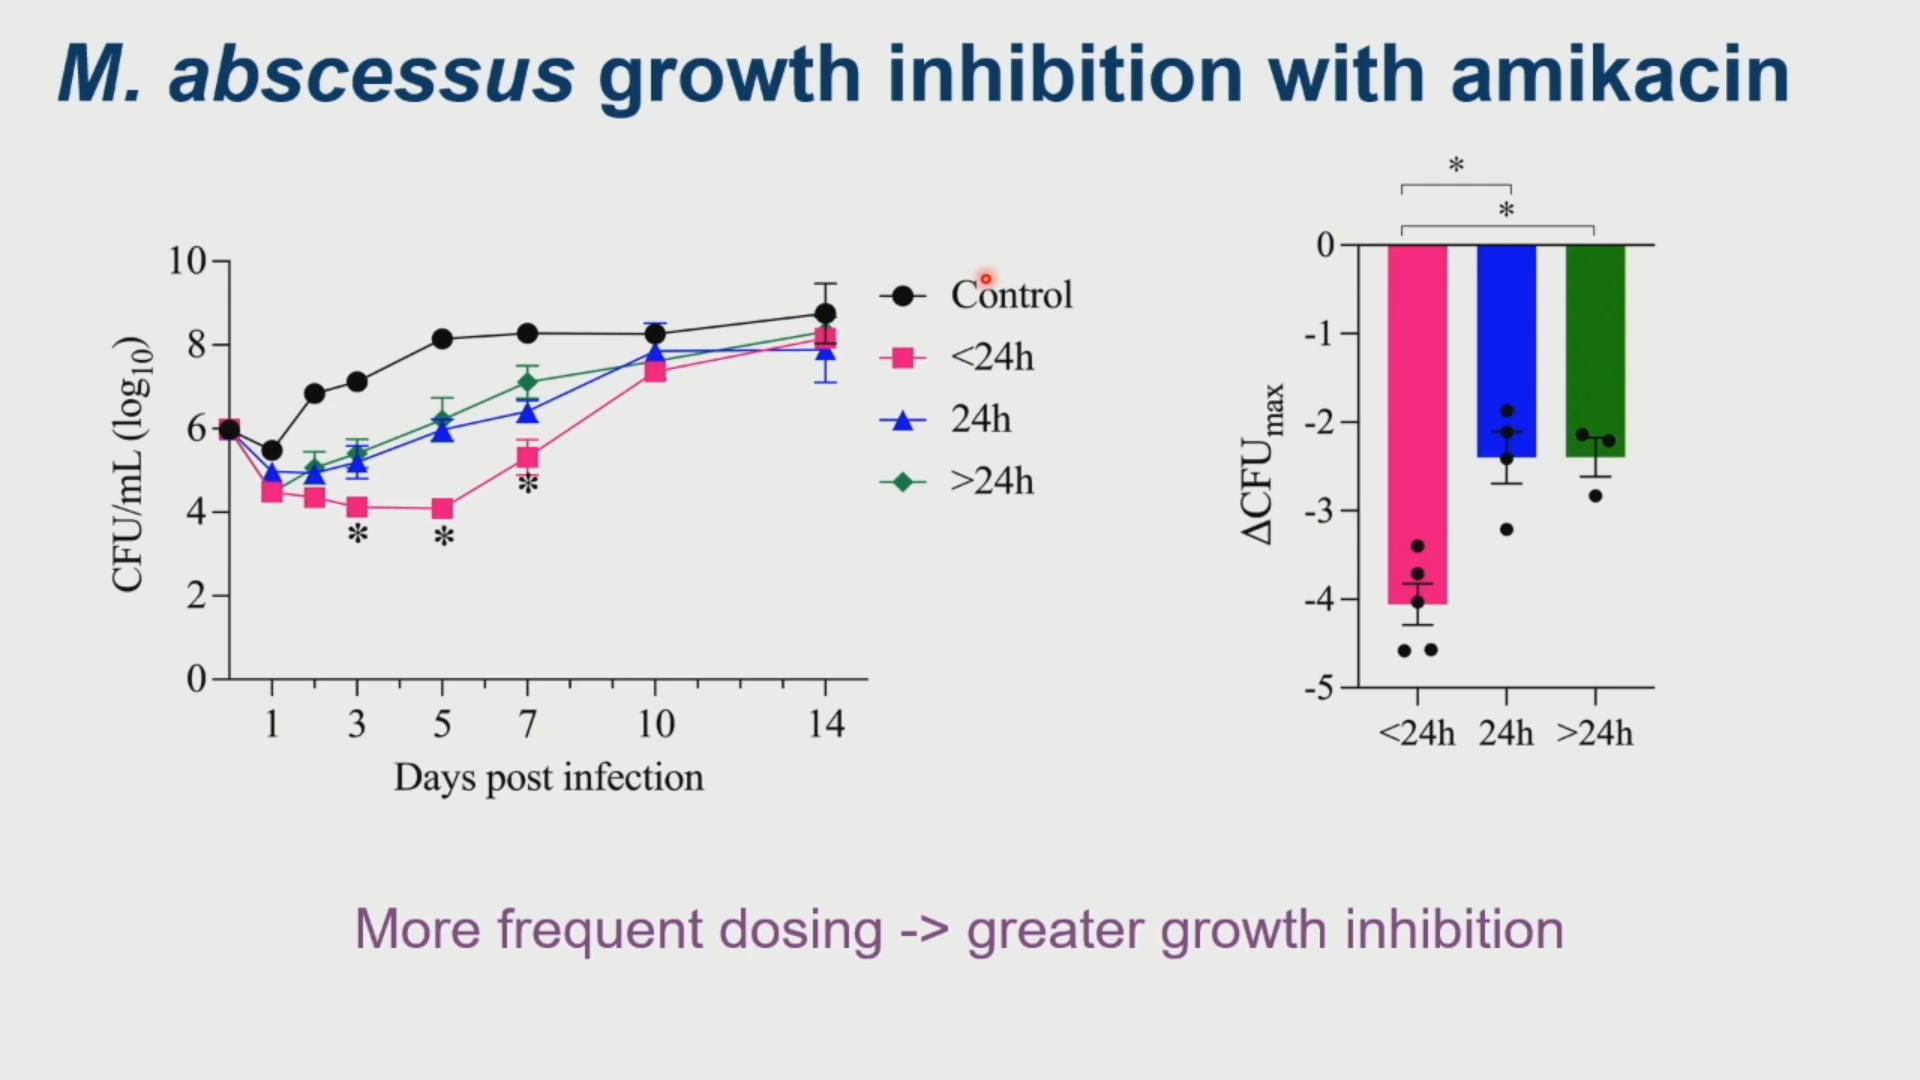 M. abscessus growth inhibition with amikacin
10
8
6
4
2
0
CFU/mL (log10)
1 3 5 7 10 14
Days post infection
* * *
Control
<24h
24h
>24h
*
*
0
-1
-2
-3
-4
-5
ΔCFUmax
<24h 24h >24h
More frequent dosing -> greater growth inhibition